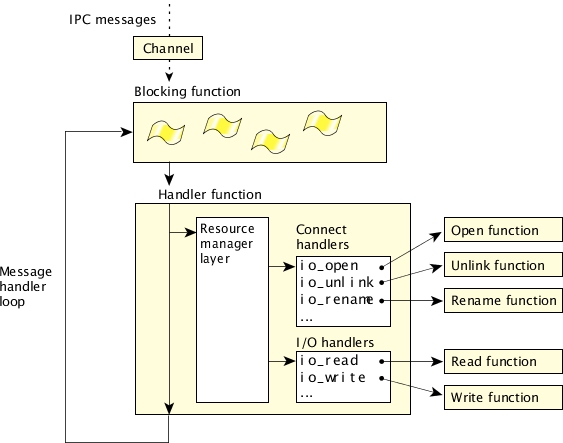 IPC messages
Channel
Blocking function
Handler function
Message
handler
loop
Resource
manager
layer
Connect
handlers
io_open
io_unlink
io_rename
...
I/O handlers
io_read
io_write
...
Open function
Unlink function
Rename function
Read function
Write function